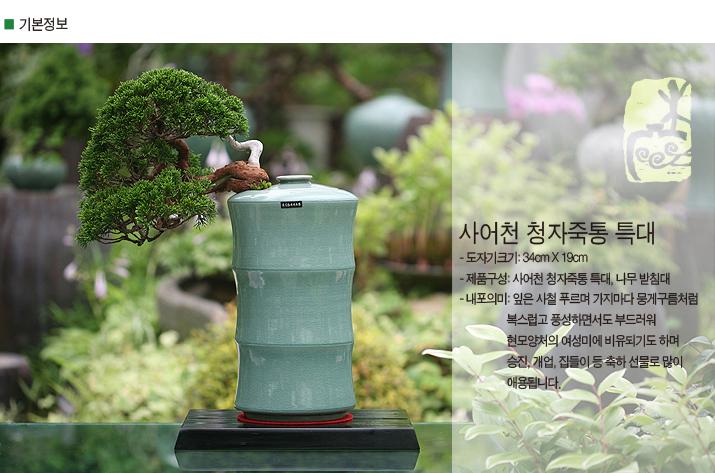 기본정보
사어천 청자죽통 특대
- 도자기크기: 34cm X 19cm
- 제품구성: 사어천 청자죽통 특대, 나무 받침대
- 내포의미: 잎은 사철 푸르며 가지마다 뭉게구름처럼
복스럽고 풍성하면서도 부드러워
현모양처의 여성미에 비유되기도 하며
승진, 개업, 집들이 등 축하 선물로 많이
애용됩니다.